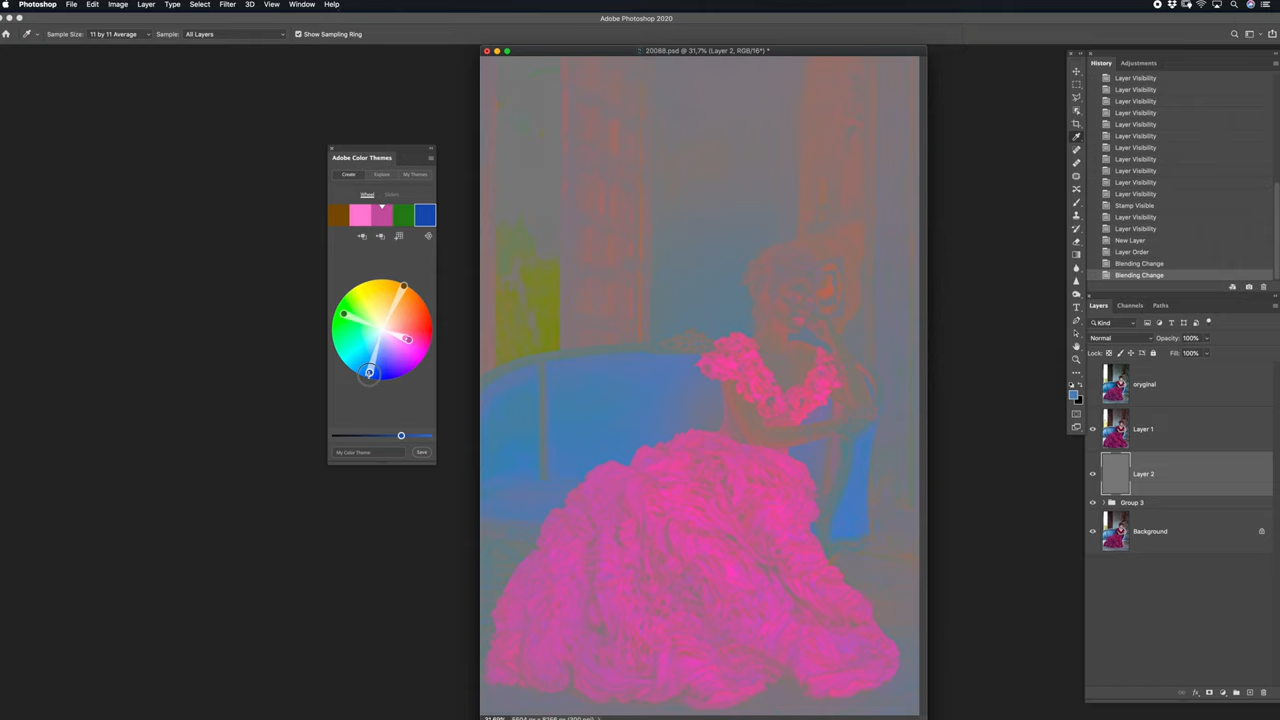 Photoshop File Edit Image Layer Type Select Filter 3D View Window Help
Adobe Photoshop 2020
Sample Size: 11 by 11 Average Sample: All Layers Show Sampling Ring
20088.psd @ 31,7% (Layer 2, RGB/16*) *
Adobe Color Themes
Create Explore My Themes
Wheel Sliders
My Color Theme Save
History Adjustments
Layer Visibility
Layer Visibility
Layer Visibility
Layer Visibility
Layer Visibility
Layer Visibility
Layer Visibility
Layer Visibility
Layer Visibility
Layer Visibility
Stamp Visible
Layer Visibility
Layer Visibility
New Layer
Layer Order
Blending Change
Blending Change
Layers Channels Paths
Kind
Normal Opacity: 100%
Lock: Fill: 100%
oryginal
Layer 1
Layer 2
Group 3
Background